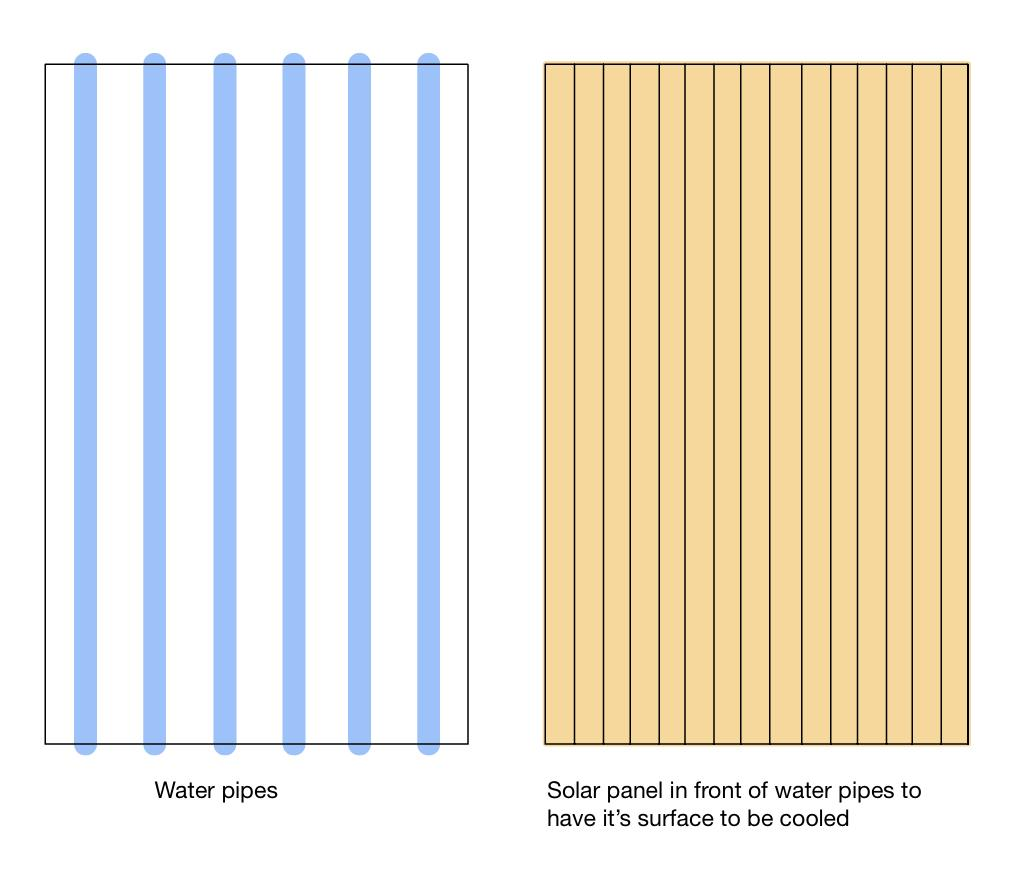 Water pipes
Solar panel in front of water pipes to
have it’s surface to be cooled